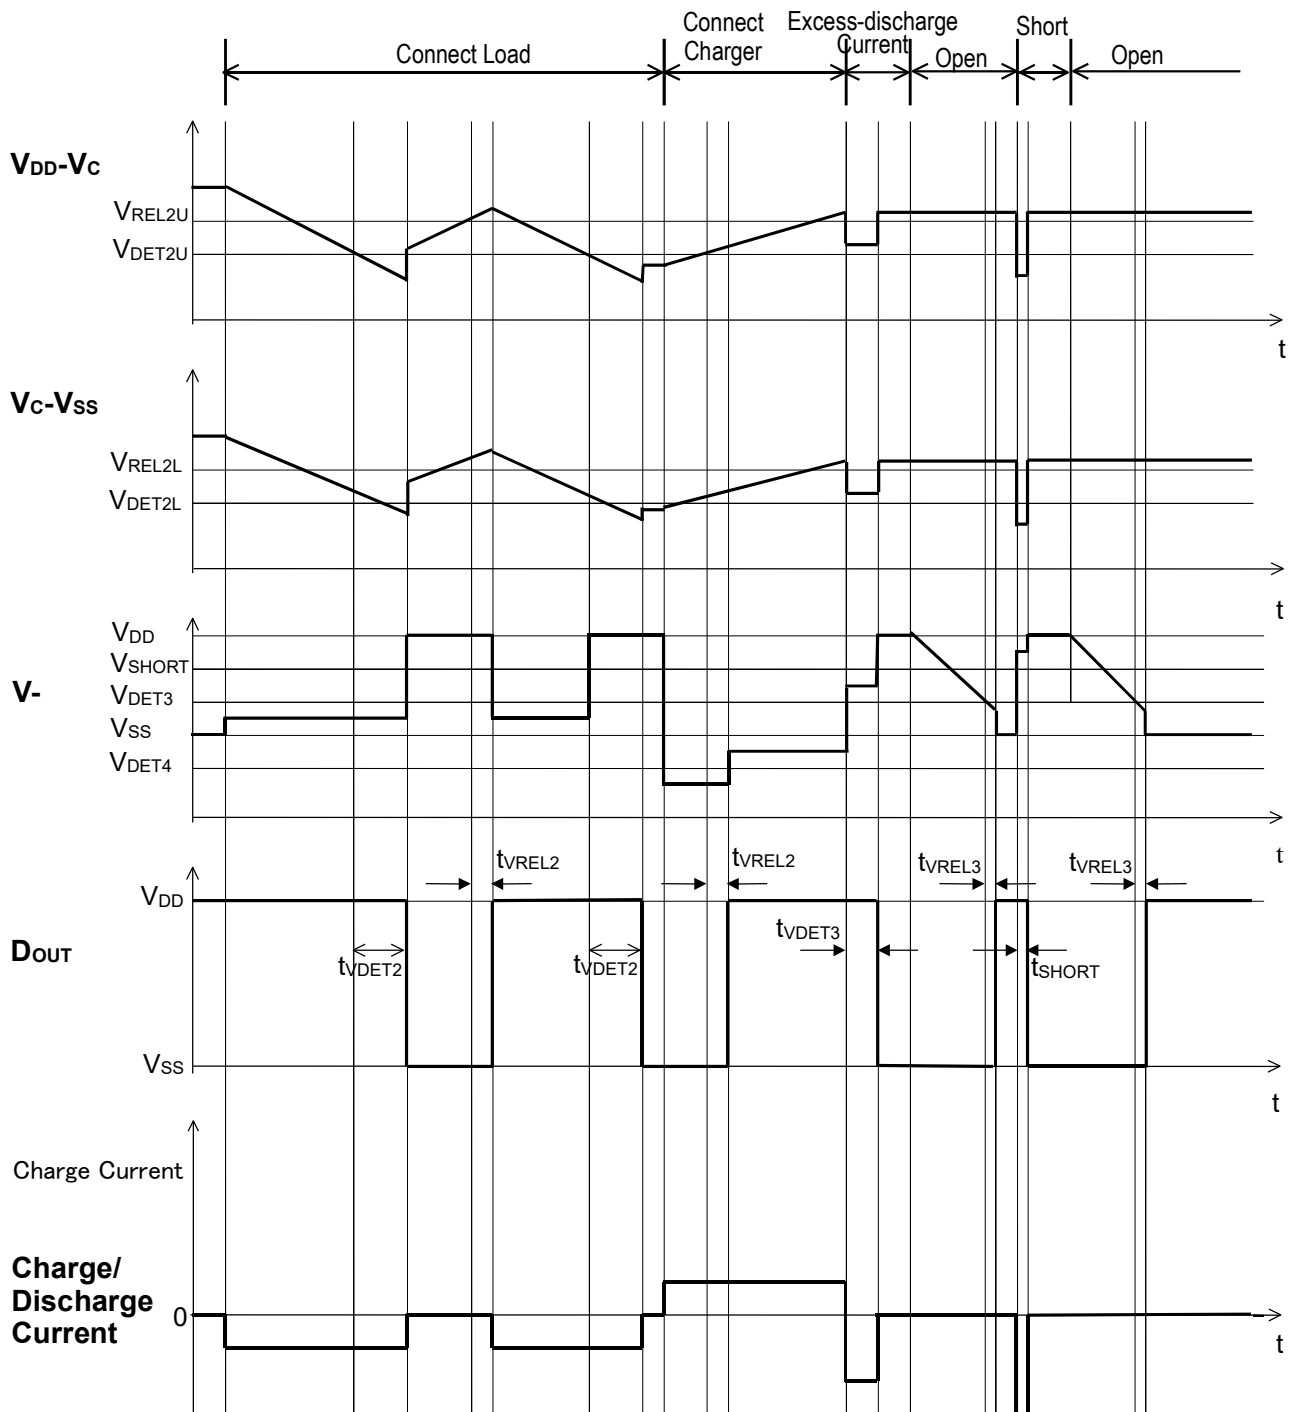 Connect Load
Connect
Charger
Excess-discharge
Current
Open
Short
Open
VDD-VC
VREL2U
VDET2U
t
VC-VSS
VREL2L
VDET2L
t
V-
VDD
VSHORT
VDET3
VSS
VDET4
t
DOUT
VDD
tVREL2
tVREL2
tVREL3
tVREL3
tVDET2
tVDET2
tVDET3
tSHORT
VSS
t
Charge Current
Charge/
Discharge
Current
0
t